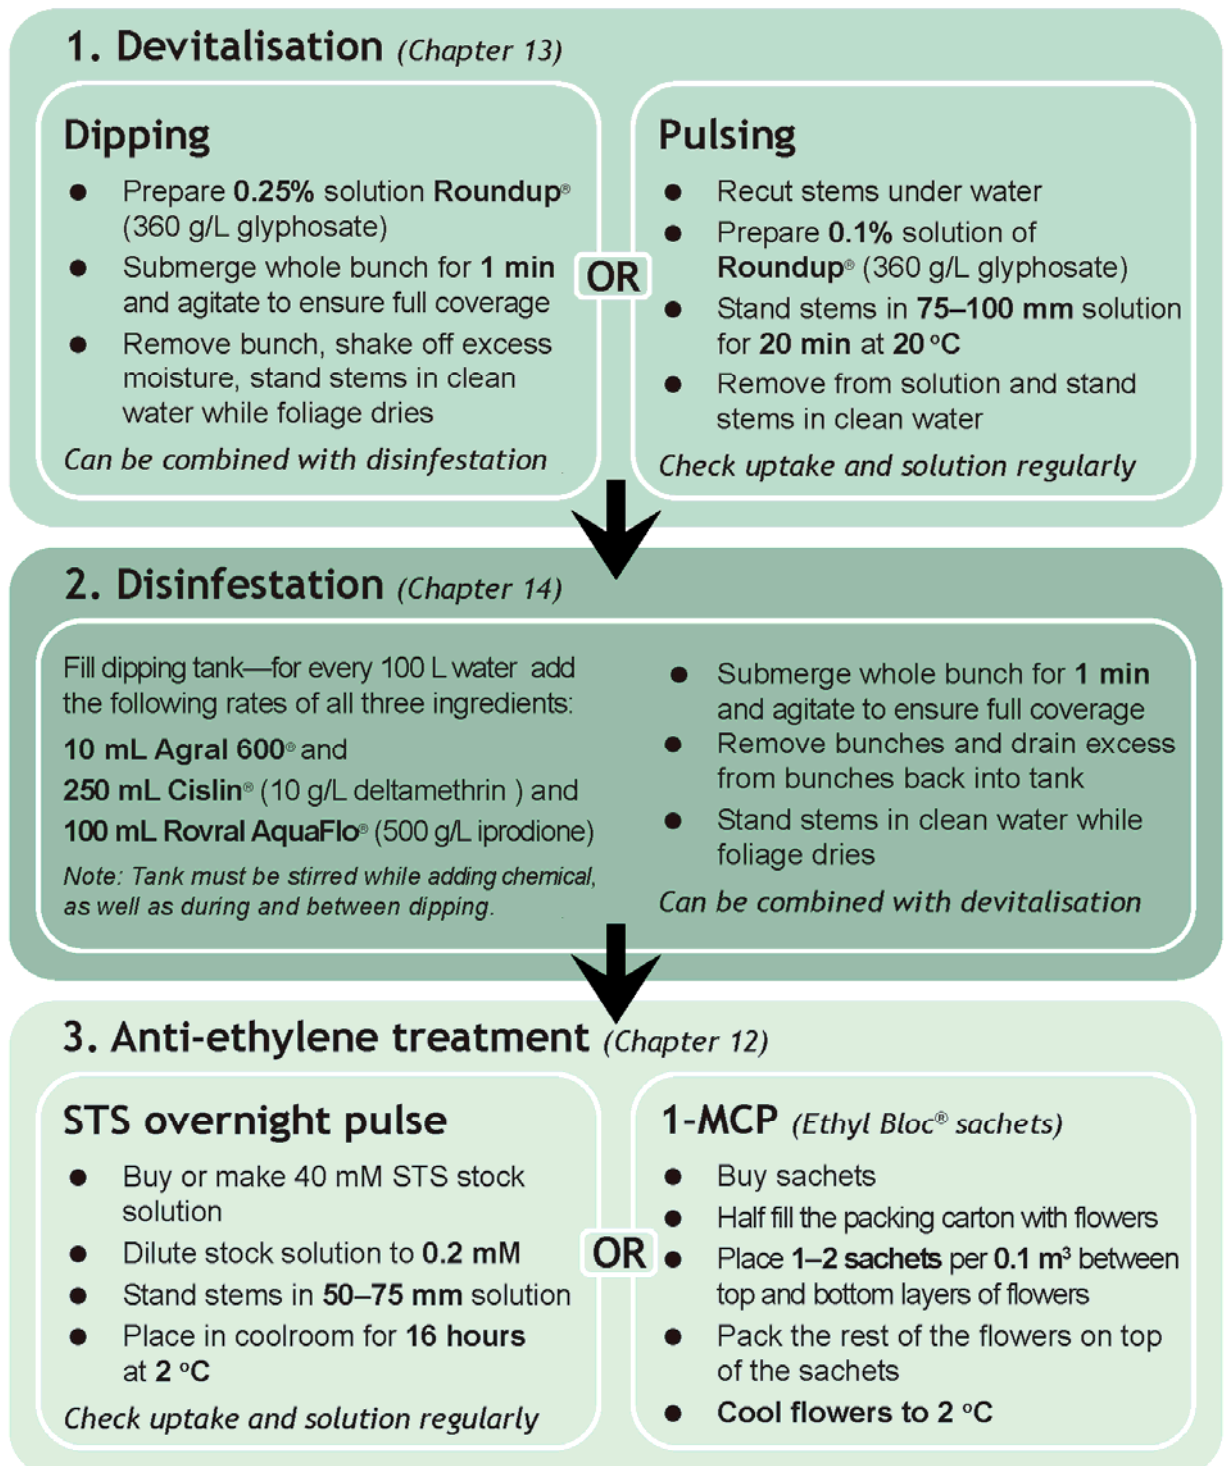 1. Devitalisation (Chapter 13)
Dipping
● Prepare 0.25% solution Roundup®
(360 g/L glyphosate)
● Submerge whole bunch for 1 min
and agitate to ensure full coverage
● Remove bunch, shake off excess
moisture, stand stems in clean
water while foliage dries
Can be combined with disinfestation
OR
Pulsing
● Recut stems under water
● Prepare 0.1% solution of
Roundup® (360 g/L glyphosate)
● Stand stems in 75–100 mm solution
for 20 min at 20 °C
● Remove from solution and stand
stems in clean water
Check uptake and solution regularly
2. Disinfestation (Chapter 14)
Fill dipping tank—for every 100 L water add
the following rates of all three ingredients:
10 mL Agral 600® and
250 mL Cislin® (10 g/L deltamethrin ) and
100 mL Rovral AquaFlo® (500 g/L iprodione)
Note: Tank must be stirred while adding chemical,
as well as during and between dipping.
● Submerge whole bunch for 1 min
and agitate to ensure full coverage
● Remove bunches and drain excess
from bunches back into tank
● Stand stems in clean water while
foliage dries
Can be combined with devitalisation
3. Anti-ethylene treatment (Chapter 12)
STS overnight pulse
● Buy or make 40 mM STS stock
solution
● Dilute stock solution to 0.2 mM
● Stand stems in 50–75 mm solution
● Place in coolroom for 16 hours
at 2 °C
Check uptake and solution regularly
OR
1-MCP (Ethyl Bloc® sachets)
● Buy sachets
● Half fill the packing carton with flowers
● Place 1–2 sachets per 0.1 m³ between
top and bottom layers of flowers
● Pack the rest of the flowers on top
of the sachets
● Cool flowers to 2 °C